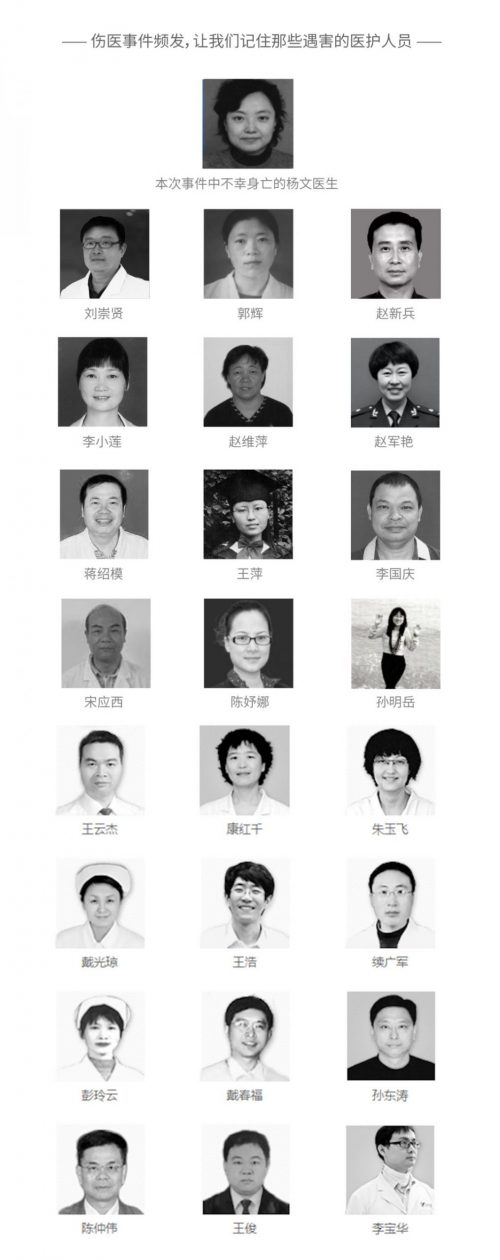 伤医事件频发，让我们记住那些遇害的医护人员
本次事件中不幸身亡的杨文医生
刘崇贤 郭辉 赵新兵
李小莲 赵维萍 赵军艳
蒋绍模 王萍 李国庆
宋应西 陈妤娜 孙明岳
王云杰 康红千 朱玉飞
戴光琼 王浩 续广军
彭玲云 戴春福 孙东涛
陈仲伟 王俊 李宝华